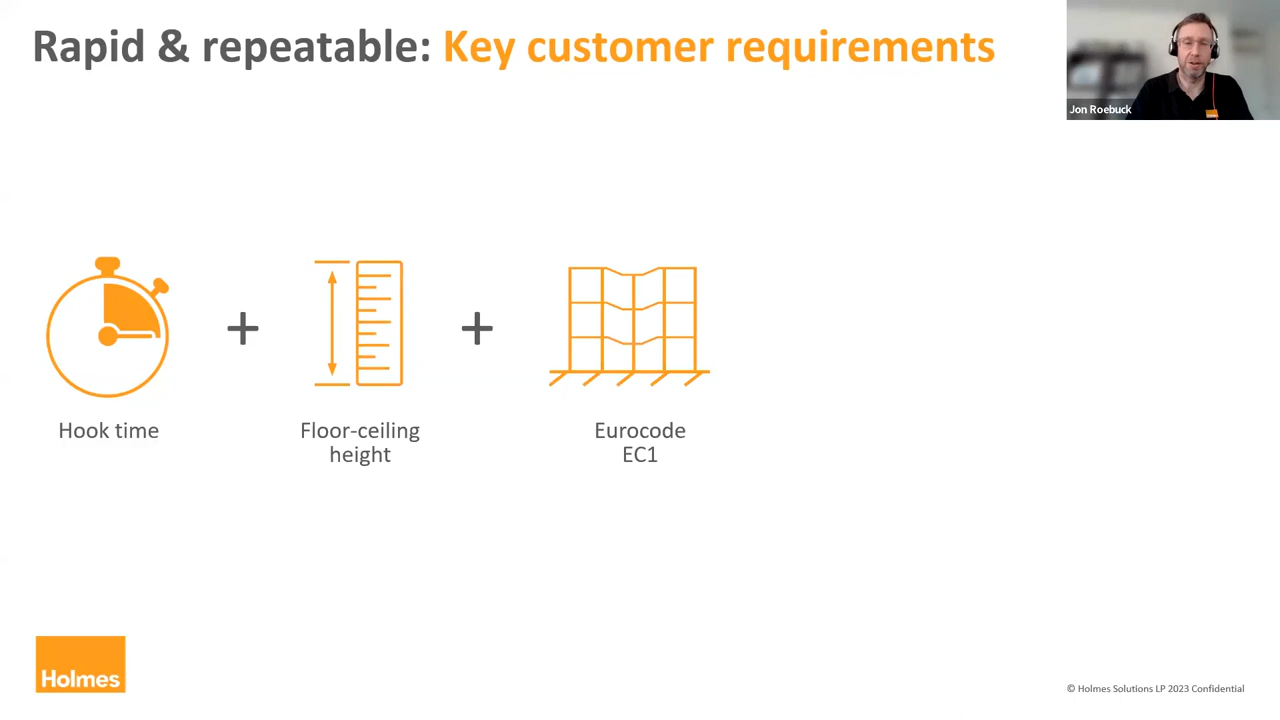 Rapid & repeatable: Key customer requirements
Jon Roebuck
+
+
Hook time
Floor-ceiling
height
Eurocode
EC1
Holmes
© Holmes Solutions LP 2023 Confidential